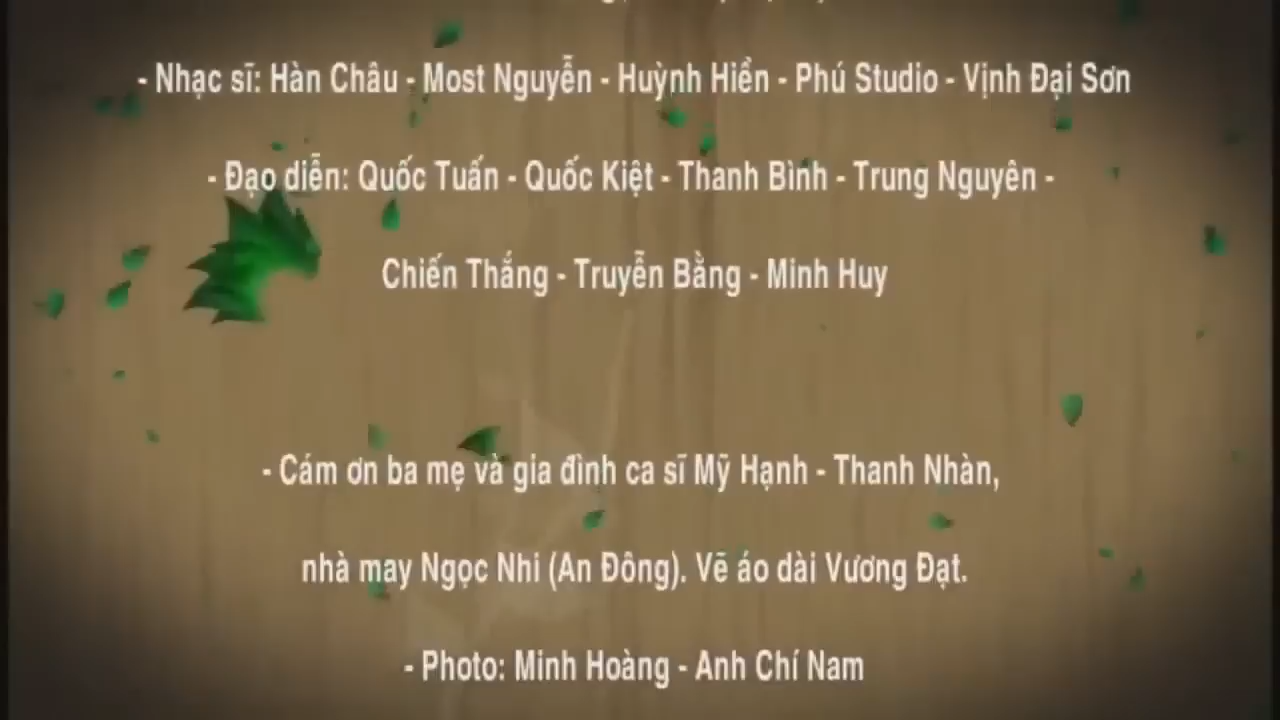 - Nhạc sĩ: Hàn Châu - Most Nguyễn - Huỳnh Hiền - Phú Studio - Vịnh Đại Sơn
- Đạo diễn: Quốc Tuấn - Quốc Kiệt - Thanh Bình - Trung Nguyên -
Chiến Thắng - Truyễn Bằng - Minh Huy
- Cám ơn ba mẹ và gia đình ca sĩ Mỹ Hạnh - Thanh Nhàn,
nhà may Ngọc Nhi (An Đông). Vẽ áo dài Vương Đạt.
- Photo: Minh Hoàng - Anh Chí Nam